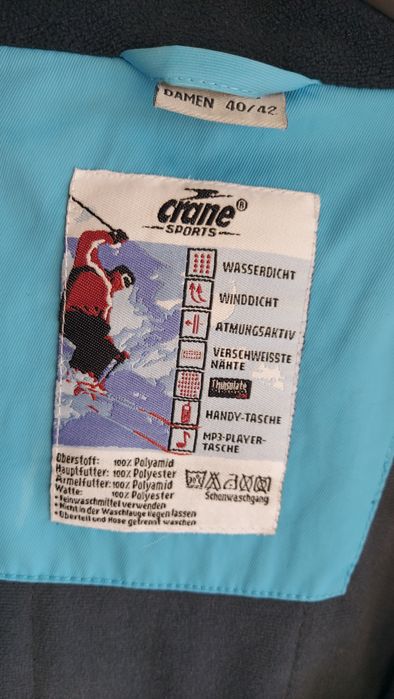 DAMEN 40/42
crane®
SPORTS
WASSERDICHT
WINDDICHT
ATMUNGSAKTIV
VERSCHWEISSTE
NÄHTE
Thinsulate
HANDY-TASCHE
MP3-PLAYER-
TASCHE
Oberstoff: 100% Polyamid
Hauptfutter: 100% Polyester
Ärmelfutter: 100% Polyamid
Watte: 100% Polyester
• Feinwaschmittel verwenden
• Nicht in der Waschlauge liegen lassen
• Oberteil und Hose getrennt waschen
Schonwaschgang